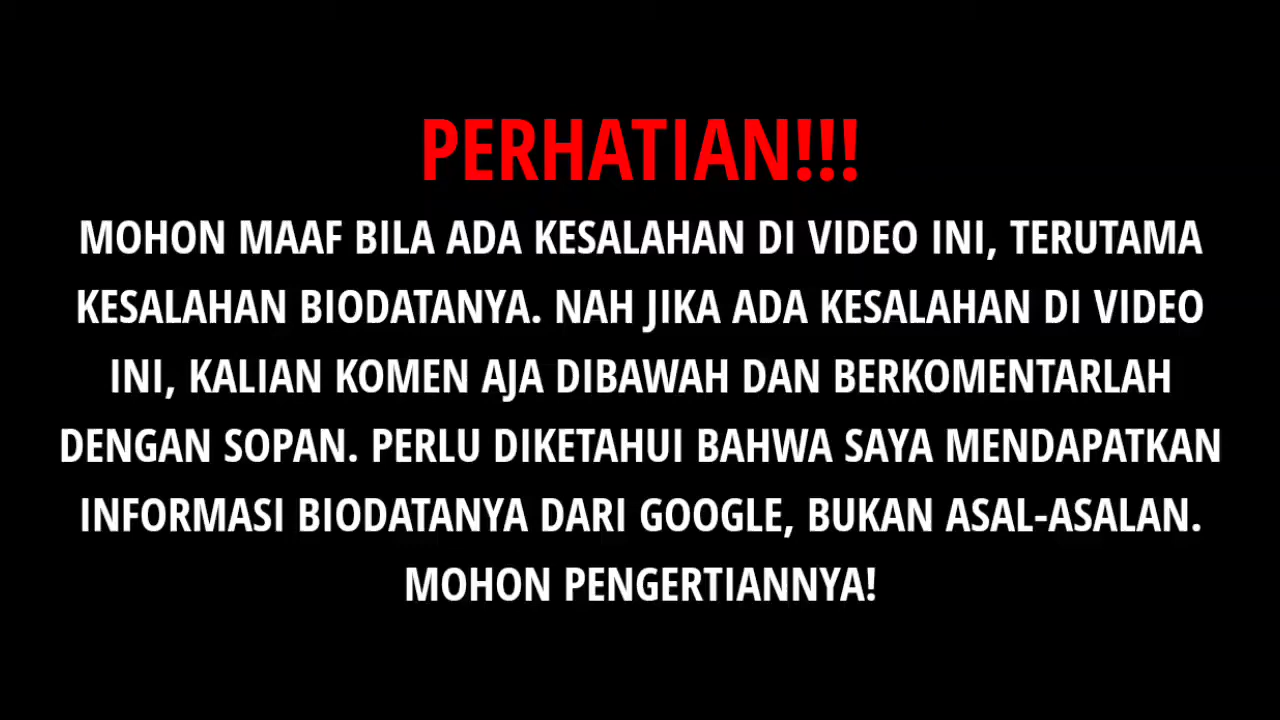 PERHATIAN!!!
MOHON MAAF BILA ADA KESALAHAN DI VIDEO INI, TERUTAMA
KESALAHAN BIODATANYA. NAH JIKA ADA KESALAHAN DI VIDEO
INI, KALIAN KOMEN AJA DIBAWAH DAN BERKOMENTARLAH
DENGAN SOPAN. PERLU DIKETAHUI BAHWA SAYA MENDAPATKAN
INFORMASI BIODATANYA DARI GOOGLE, BUKAN ASAL-ASALAN.
MOHON PENGERTIANNYA!